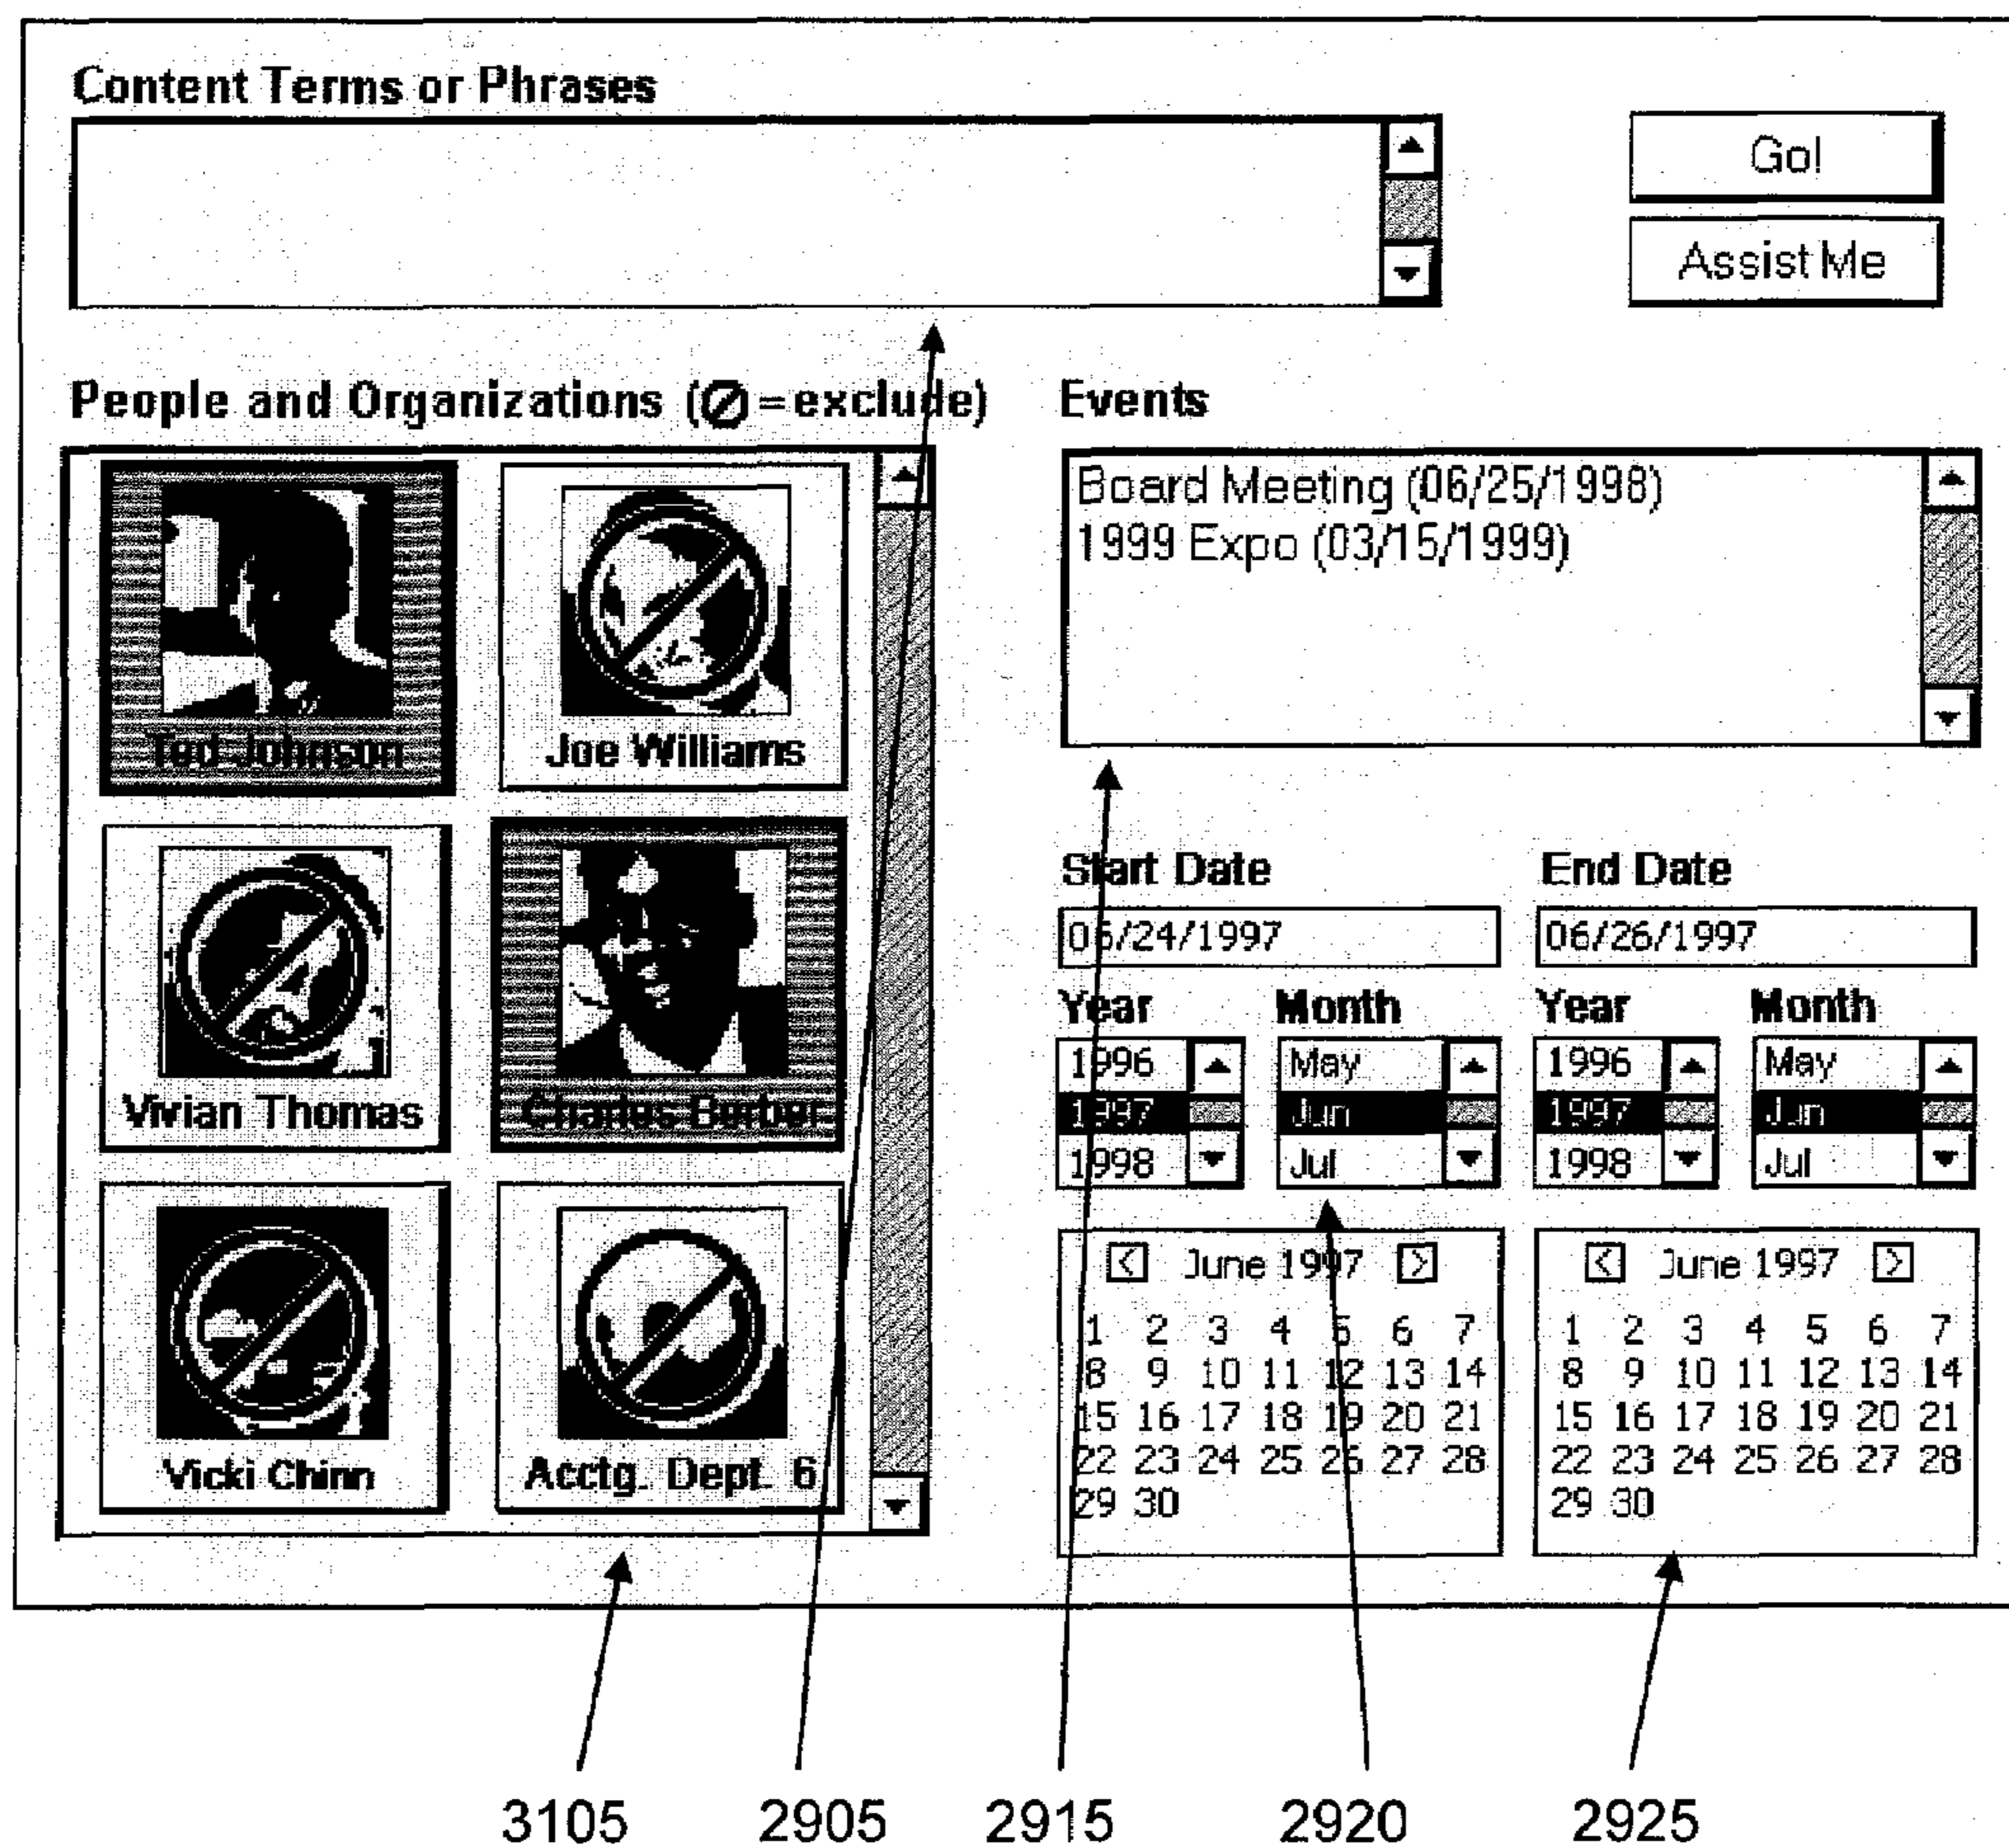 Content Terms or Phrases
Go!
Assist Me
People and Organizations (⊘=exclude)
Events
Board Meeting (06/25/1998)
1999 Expo (03/15/1999)
Ted Johnson
Joe Williams
Vivian Thomas
Charles Berber
Vicki Chinn
Acctg. Dept. 6
Start Date
End Date
06/24/1997
06/26/1997
Year Month Year Month
1996 May 1996 May
1997 Jun 1997 Jun
1998 Jul 1998 Jul
< June 1997 >
1 2 3 4 5 6 7
8 9 10 11 12 13 14
15 16 17 18 19 20 21
22 23 24 25 26 27 28
29 30
< June 1997 >
1 2 3 4 5 6 7
8 9 10 11 12 13 14
15 16 17 18 19 20 21
22 23 24 25 26 27 28
29 30
3105 2905 2915 2920 2925